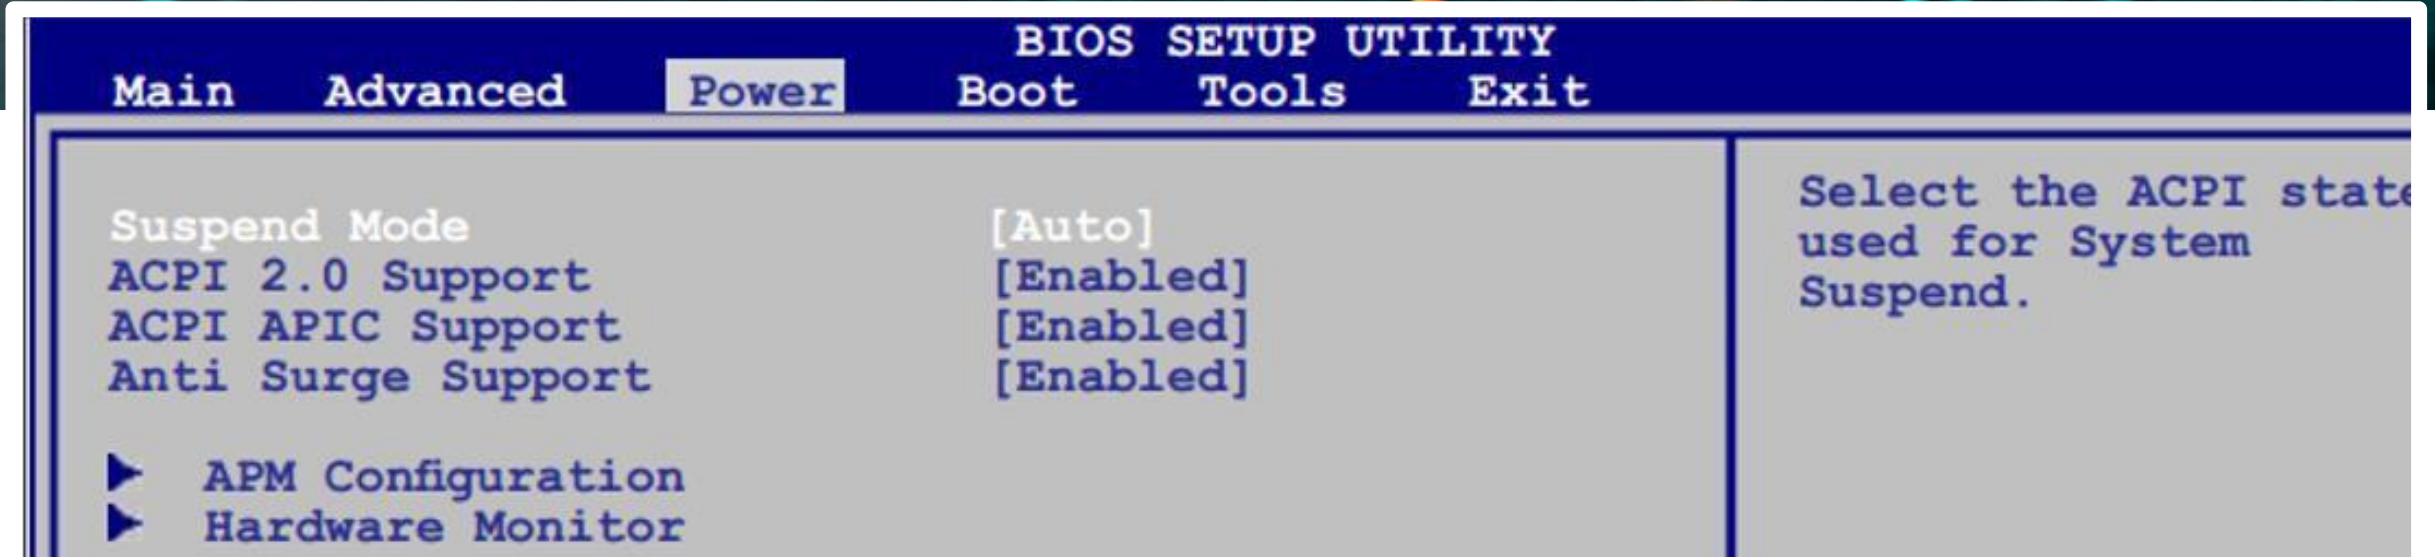 BIOS SETUP UTILITY
Main Advanced Power Boot Tools Exit
Suspend Mode [Auto]
ACPI 2.0 Support [Enabled]
ACPI APIC Support [Enabled]
Anti Surge Support [Enabled]
APM Configuration
Hardware Monitor
Select the ACPI state
used for System
Suspend.